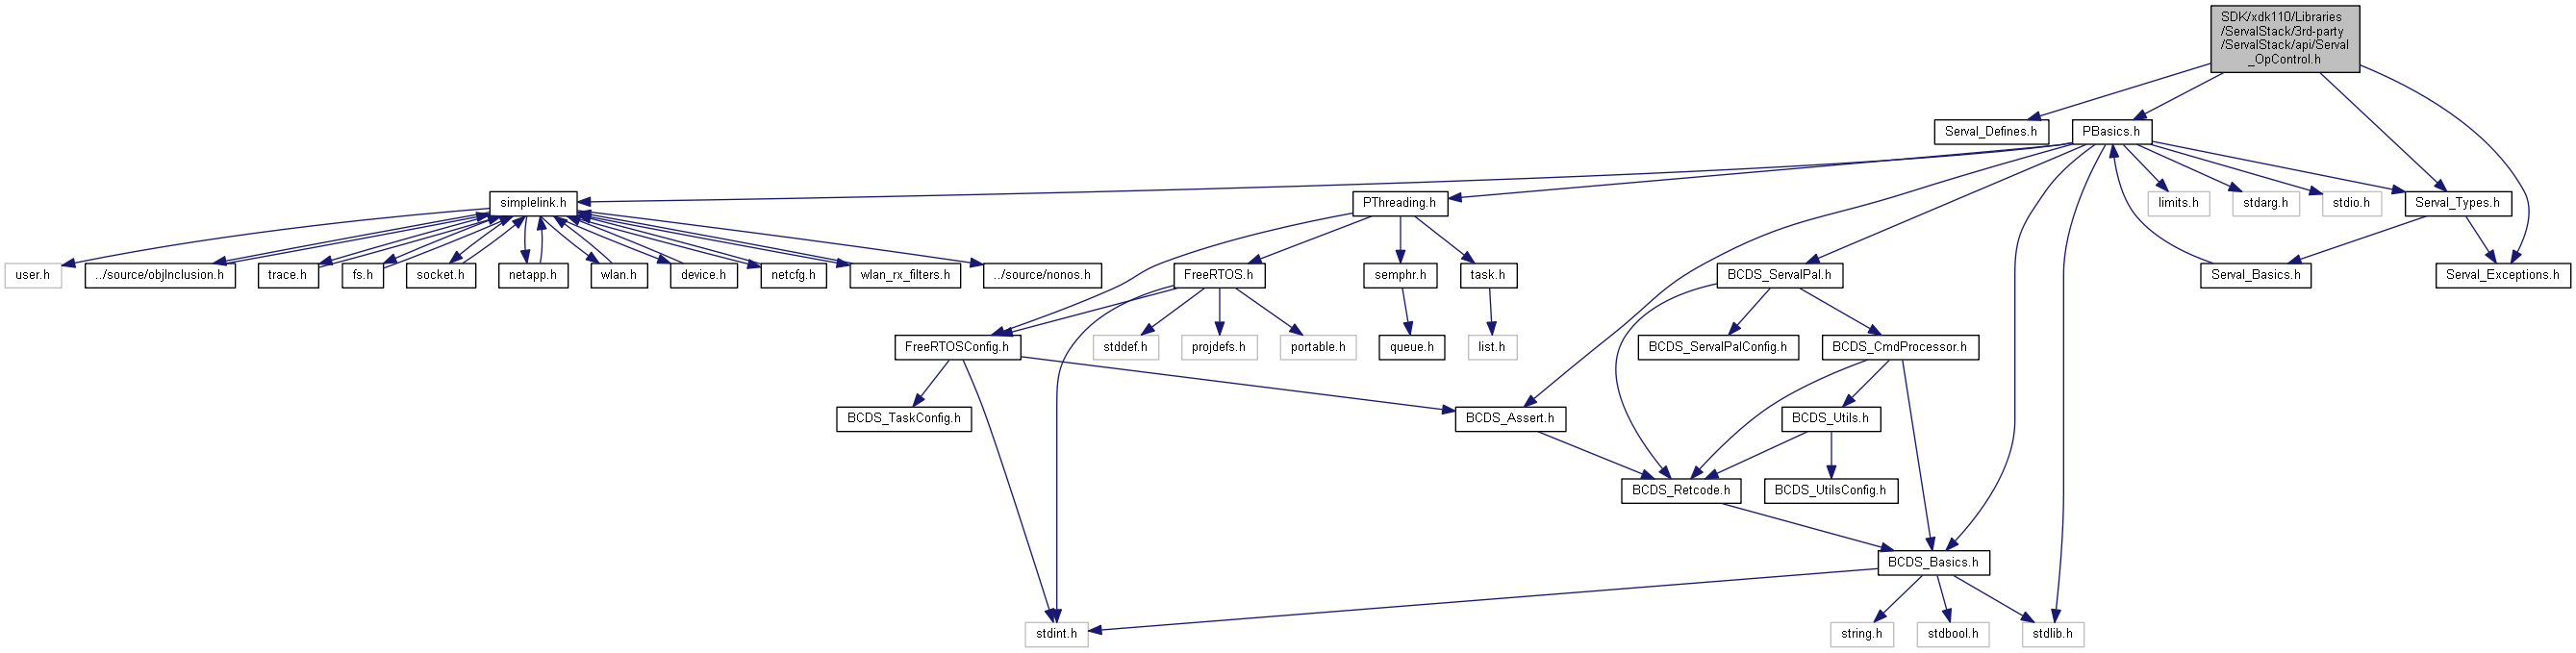 SDK/xdk110/Libraries
/ServalStack/3rd-party
/ServalStack/api/Serval
_OpControl.h
Serval_Defines.h
PBasics.h
simplelink.h
PThreading.h
limits.h
stdarg.h
stdio.h
Serval_Types.h
user.h
../source/objInclusion.h
trace.h
fs.h
socket.h
netapp.h
wlan.h
device.h
netcfg.h
wlan_rx_filters.h
../source/nonos.h
FreeRTOS.h
semphr.h
task.h
BCDS_ServalPal.h
Serval_Basics.h
Serval_Exceptions.h
FreeRTOSConfig.h
stddef.h
projdefs.h
portable.h
queue.h
list.h
BCDS_ServalPalConfig.h
BCDS_CmdProcessor.h
BCDS_TaskConfig.h
BCDS_Assert.h
BCDS_Utils.h
BCDS_Retcode.h
BCDS_UtilsConfig.h
BCDS_Basics.h
stdint.h
string.h
stdbool.h
stdlib.h